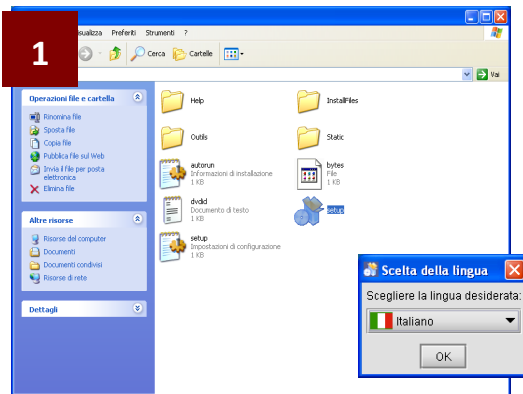 1
sualizza Preferiti Strumenti ?
Cerca Cartelle
Vai
Operazioni file e cartella
Rinomina file
Sposta file
Copia file
Pubblica file sul Web
Invia il file per posta
elettronica
Elimina file
Altre risorse
Risorse del computer
Documenti
Documenti condivisi
Risorse di rete
Dettagli
Help
InstallFiles
Outils
Static
autorun
Informazioni di installazione
1 KB
bytes
File
1 KB
dvdid
Documento di testo
1 KB
setup
setup
Impostazioni di configurazione
1 KB
Scelta della lingua
Scegliere la lingua desiderata:
Italiano
OK